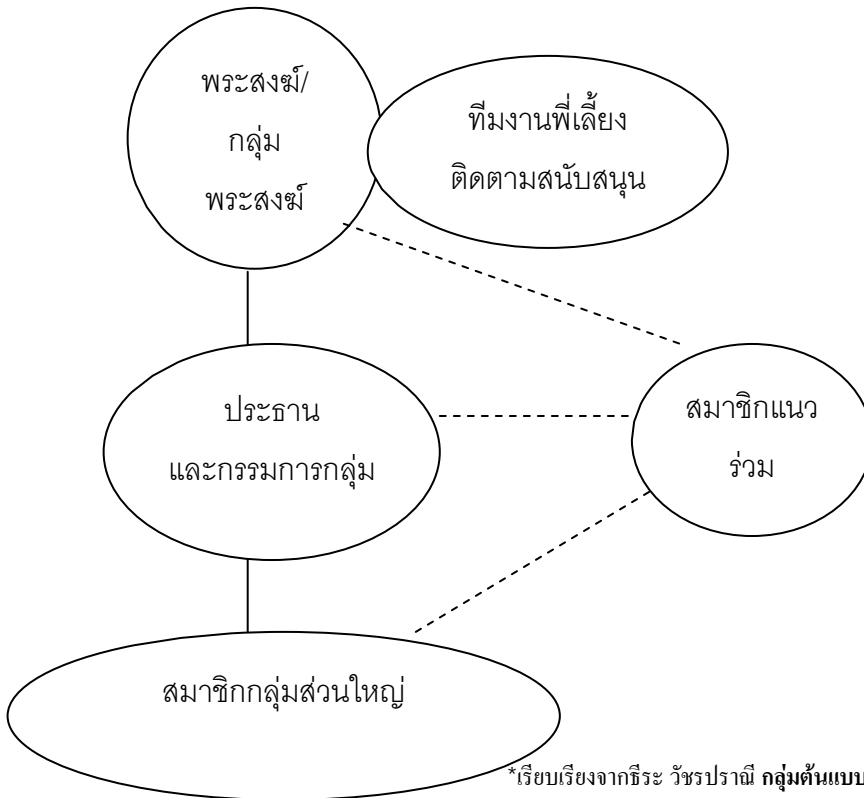 พระสงฆ์/
กลุ่ม
พระสงฆ์
ทีมงานพี่เลี้ยง
ติดตามสนับสนุน
ประธาน
และกรรมการกลุ่ม
สมาชิกแนว
ร่วม
สมาชิกกลุ่มส่วนใหญ่
*เรียบเรียงจากธีระ วัชรปราณี กลุ่มต้นแบบ